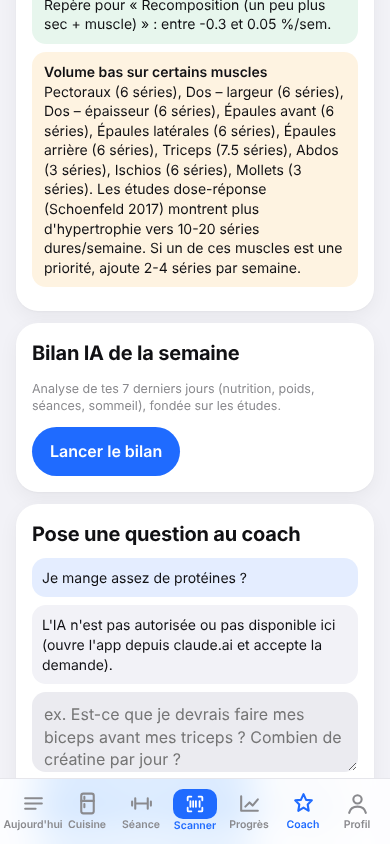 Repère pour « Recomposition (un peu plus
sec + muscle) » : entre -0.3 et 0.05 %/sem.
Volume bas sur certains muscles
Pectoraux (6 séries), Dos – largeur (6 séries),
Dos – épaisseur (6 séries), Épaules avant (6
séries), Épaules latérales (6 séries), Épaules
arrière (6 séries), Triceps (7.5 séries), Abdos
(3 séries), Ischios (6 séries), Mollets (3
séries). Les études dose-réponse
(Schoenfeld 2017) montrent plus
d'hypertrophie vers 10-20 séries
dures/semaine. Si un de ces muscles est une
priorité, ajoute 2-4 séries par semaine.
Bilan IA de la semaine
Analyse de tes 7 derniers jours (nutrition, poids,
séances, sommeil), fondée sur les études.
Lancer le bilan
Pose une question au coach
Je mange assez de protéines ?
L'IA n'est pas autorisée ou pas disponible ici
(ouvre l'app depuis claude.ai et accepte la
demande).
ex. Est-ce que je devrais faire mes
biceps avant mes triceps ? Combien de
créatine par jour ?
Aujourd'hui Cuisine Séance Scanner Progrès Coach Profil